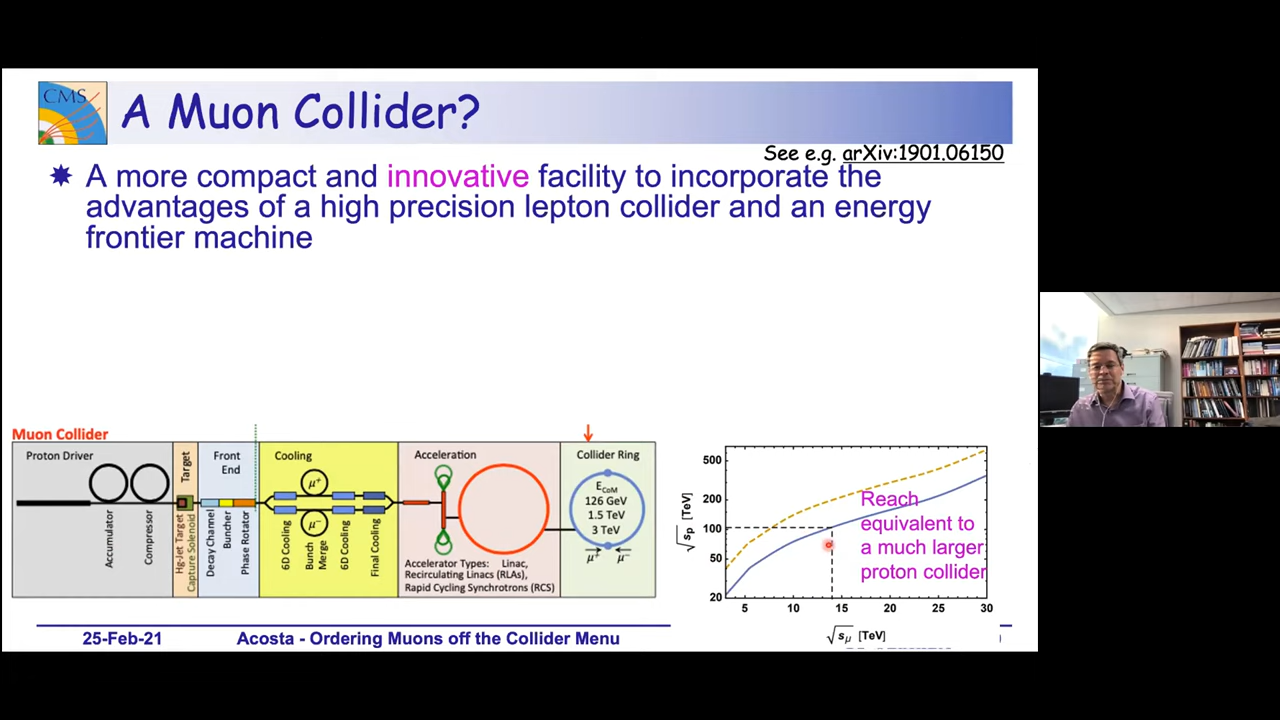 CMS
A Muon Collider?
See e.g. arXiv:1901.06150
A more compact and innovative facility to incorporate the
advantages of a high precision lepton collider and an energy
frontier machine
Muon Collider
Proton Driver
Accumulator
Compressor
Target
Hg-Jet Target
Capture Solenoid
Front
End
Decay Channel
Buncher
Phase Rotator
Cooling
μ+
μ−
6D Cooling
Bunch
Merge
6D Cooling
Final Cooling
Acceleration
Accelerator Types: Linac,
Recirculating Linacs (RLAs),
Rapid Cycling Synchrotrons (RCS)
Collider Ring
ECoM
126 GeV
1.5 TeV
3 TeV
μ+ μ−
√sp [TeV]
500
200
100
50
20
5 10 15 20 25 30
√sμ [TeV]
Reach
equivalent to
a much larger
proton collider
25-Feb-21 Acosta - Ordering Muons off the Collider Menu